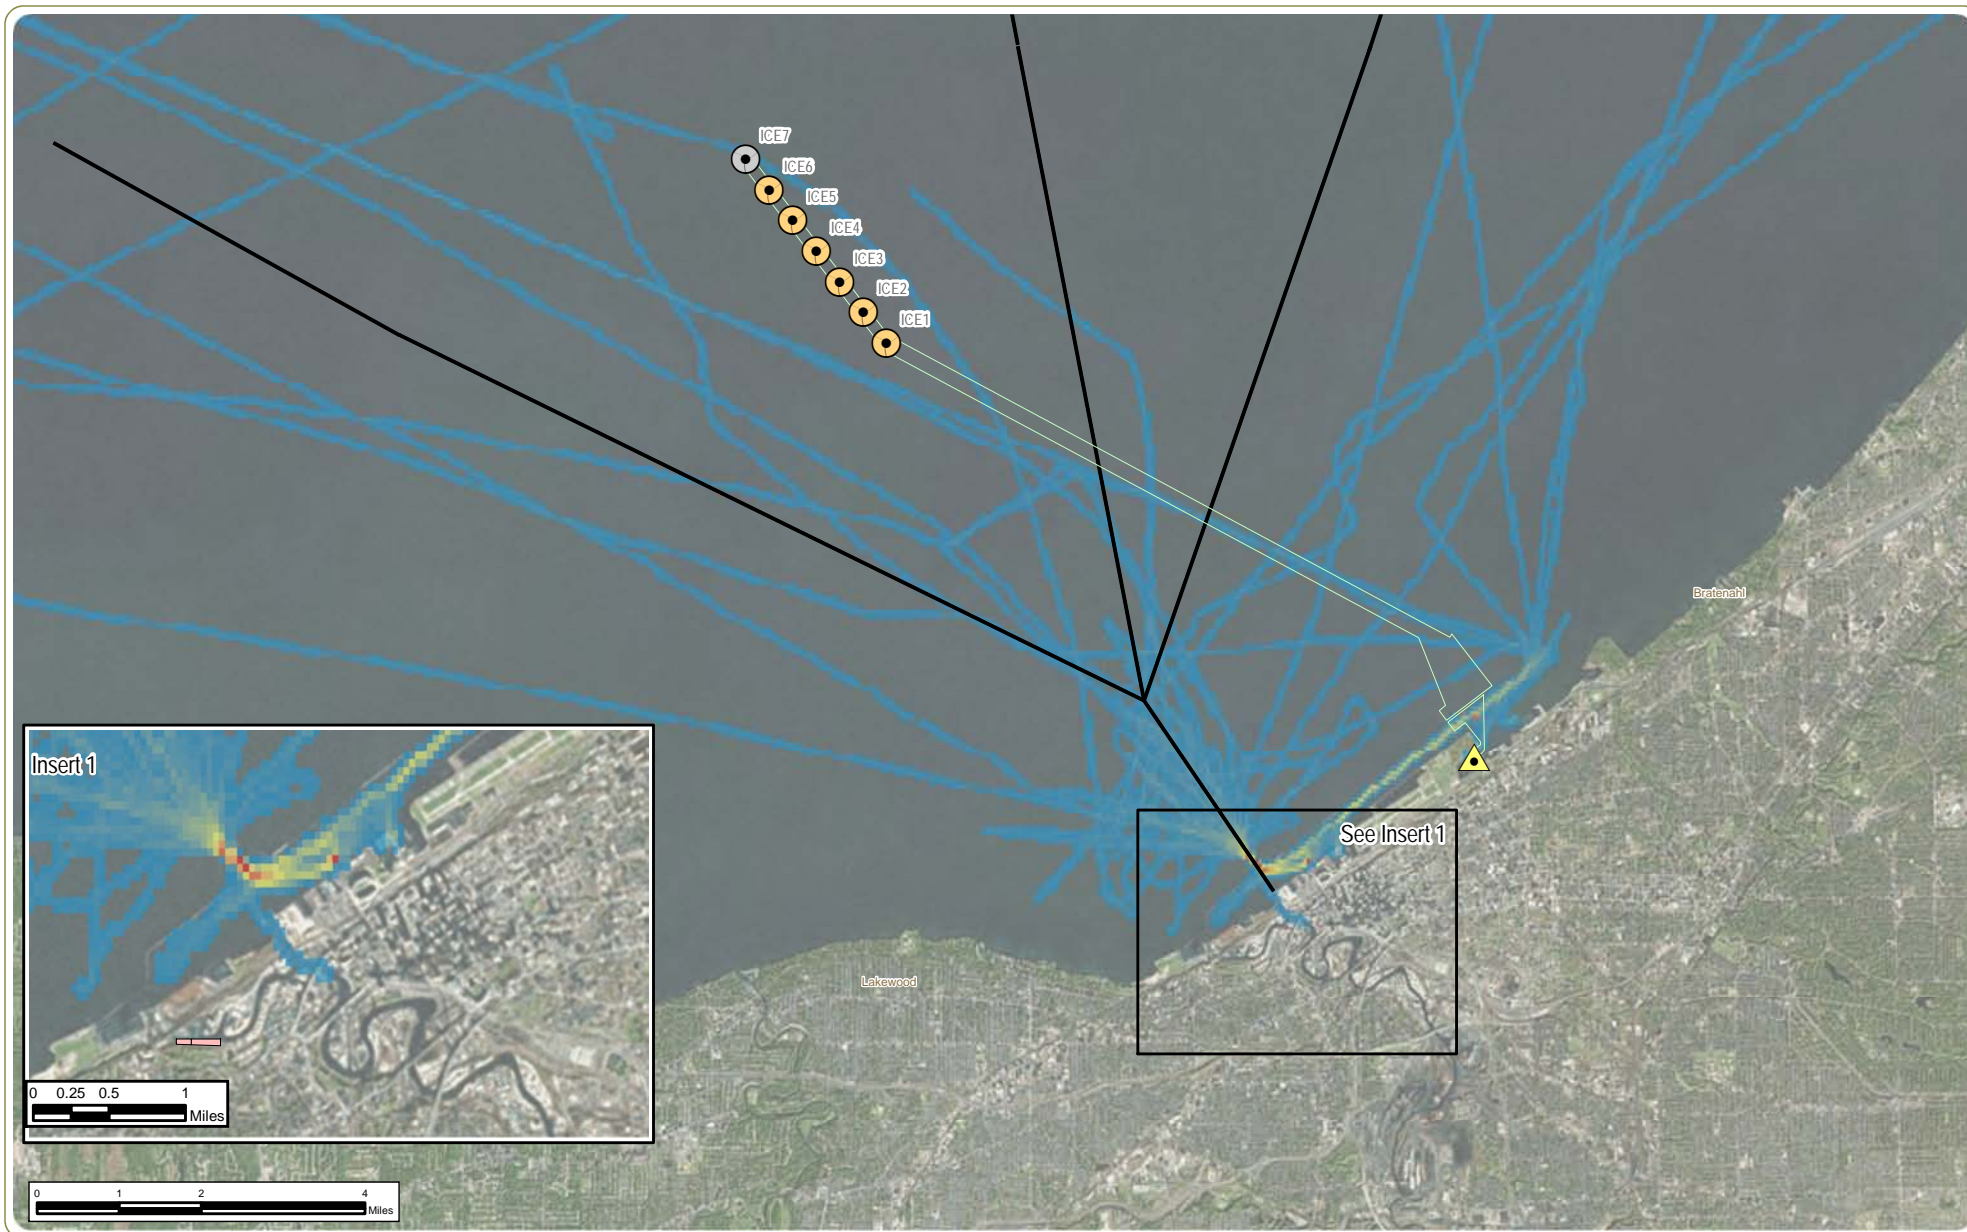 ICE7
ICE6
ICE5
ICE4
ICE3
ICE2
ICE1
Bratenahl
Insert 1
See Insert 1
Lakewood
0 0.25 0.5 1
Miles
0 1 2 4
Miles